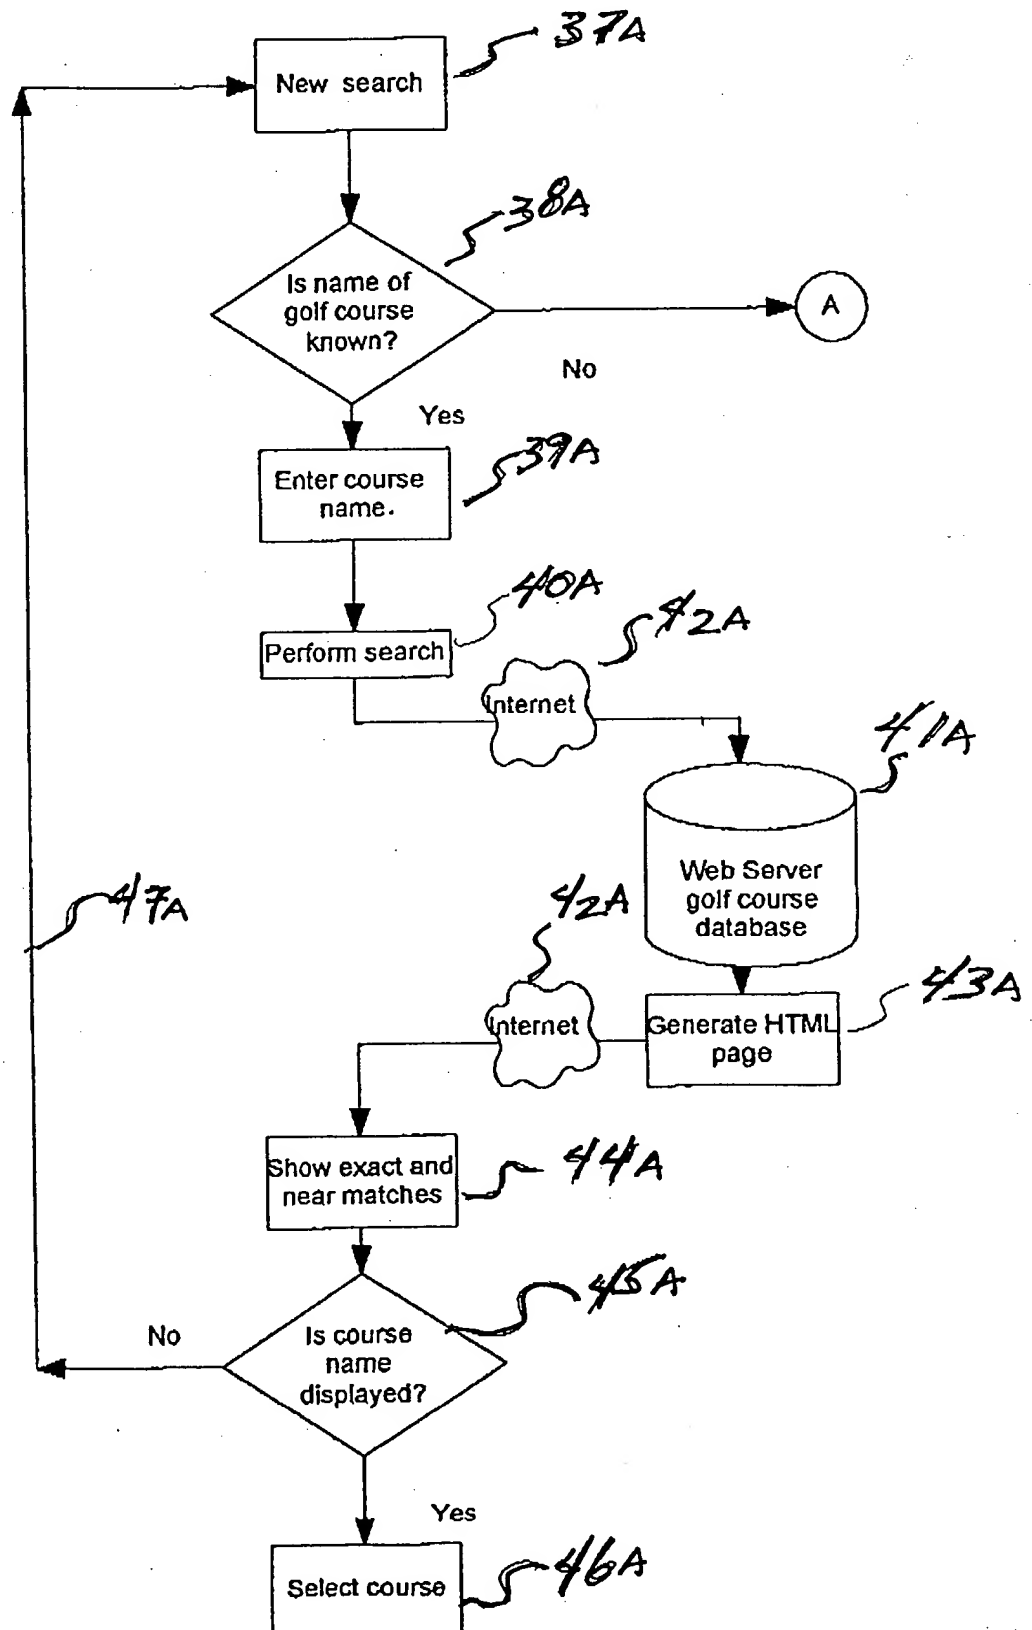 37A
New search
38A
Is name of
golf course
known?
A
No
Yes
39A
Enter course
name.
40A
Perform search
42A
Internet
41A
Web Server
golf course
database
47A
42A
Internet
43A
Generate HTML
page
44A
Show exact and
near matches
45A
No
Is course
name
displayed?
Yes
46A
Select course